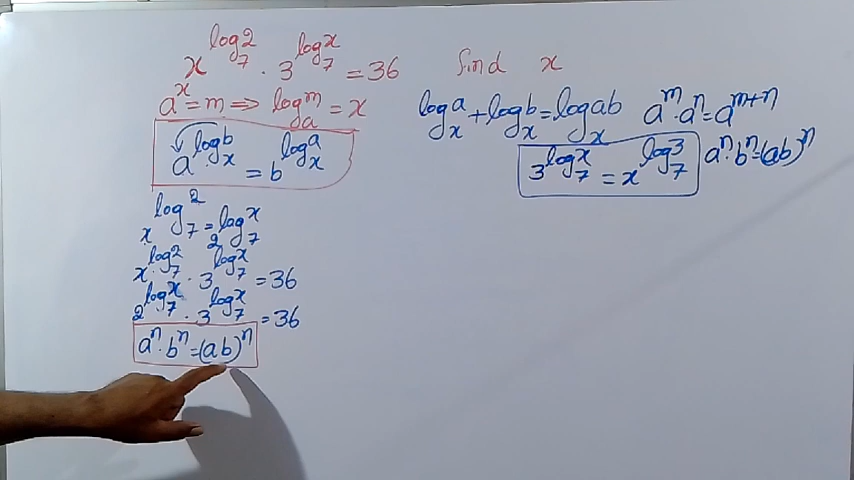 x^{log_7 2} · 3^{log_7 x} = 36   find x
a^x = m ⇒ log_a m = x
log_x a + log_x b = log_x ab   a^m · a^n = a^{m+n}
a^{log_x b} = b^{log_x a}
3^{log_7 x} = x^{log_7 3}   a^n · b^n = (ab)^n
x^{log_7 2} = 2^{log_7 x}
x^{log_7 2} · 3^{log_7 x} = 36
2^{log_7 x} · 3^{log_7 x} = 36
a^n · b^n = (ab)^n